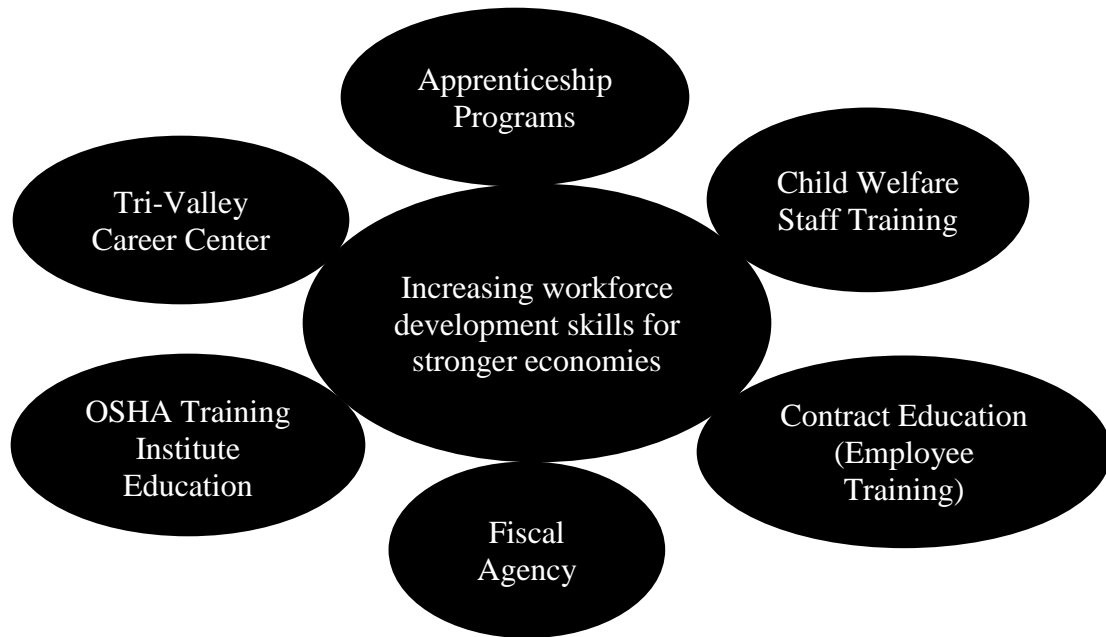 Apprenticeship
Programs
Tri-Valley
Career Center
Child Welfare
Staff Training
Increasing workforce
development skills for
stronger economies
OSHA Training
Institute
Education
Contract Education
(Employee
Training)
Fiscal
Agency